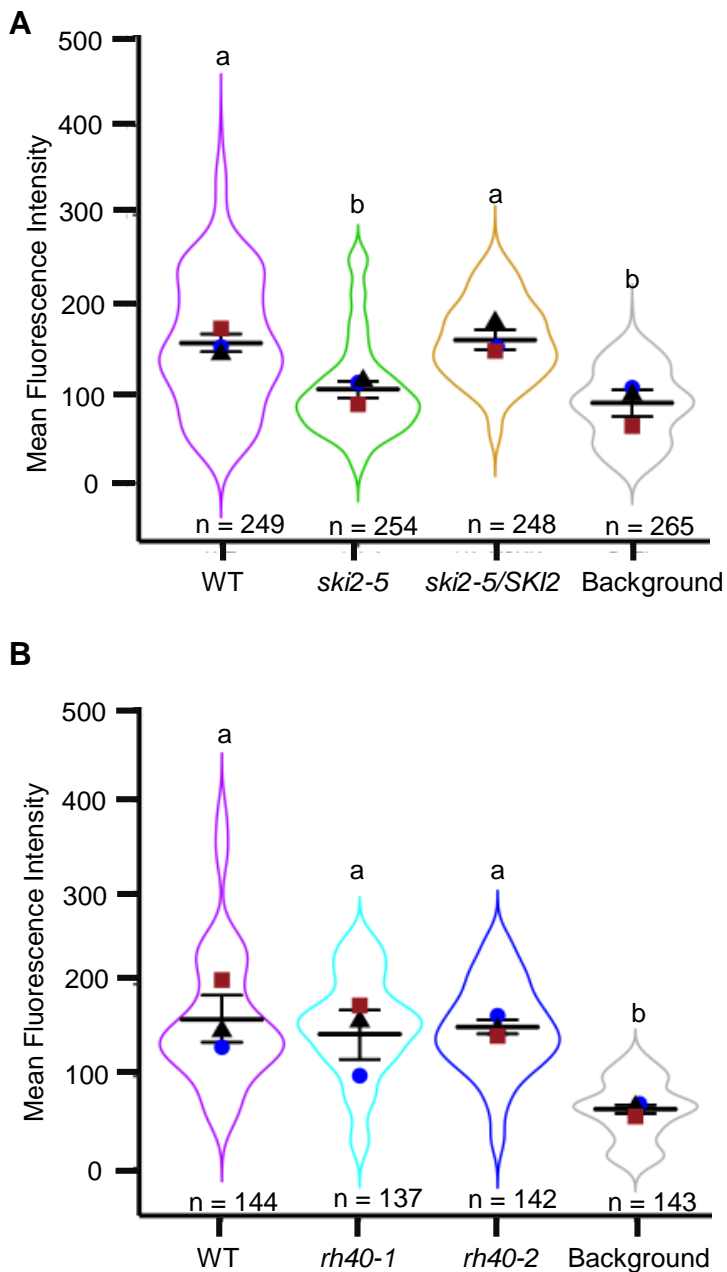 A
Mean Fluorescence Intensity
500
400
300
200
100
0
a
b
a
b
n = 249
n = 254
n = 248
n = 265
WT
ski2-5
ski2-5/SKI2
Background
B
Mean Fluorescence Intensity
500
400
300
200
100
0
a
a
a
b
n = 144
n = 137
n = 142
n = 143
WT
rh40-1
rh40-2
Background